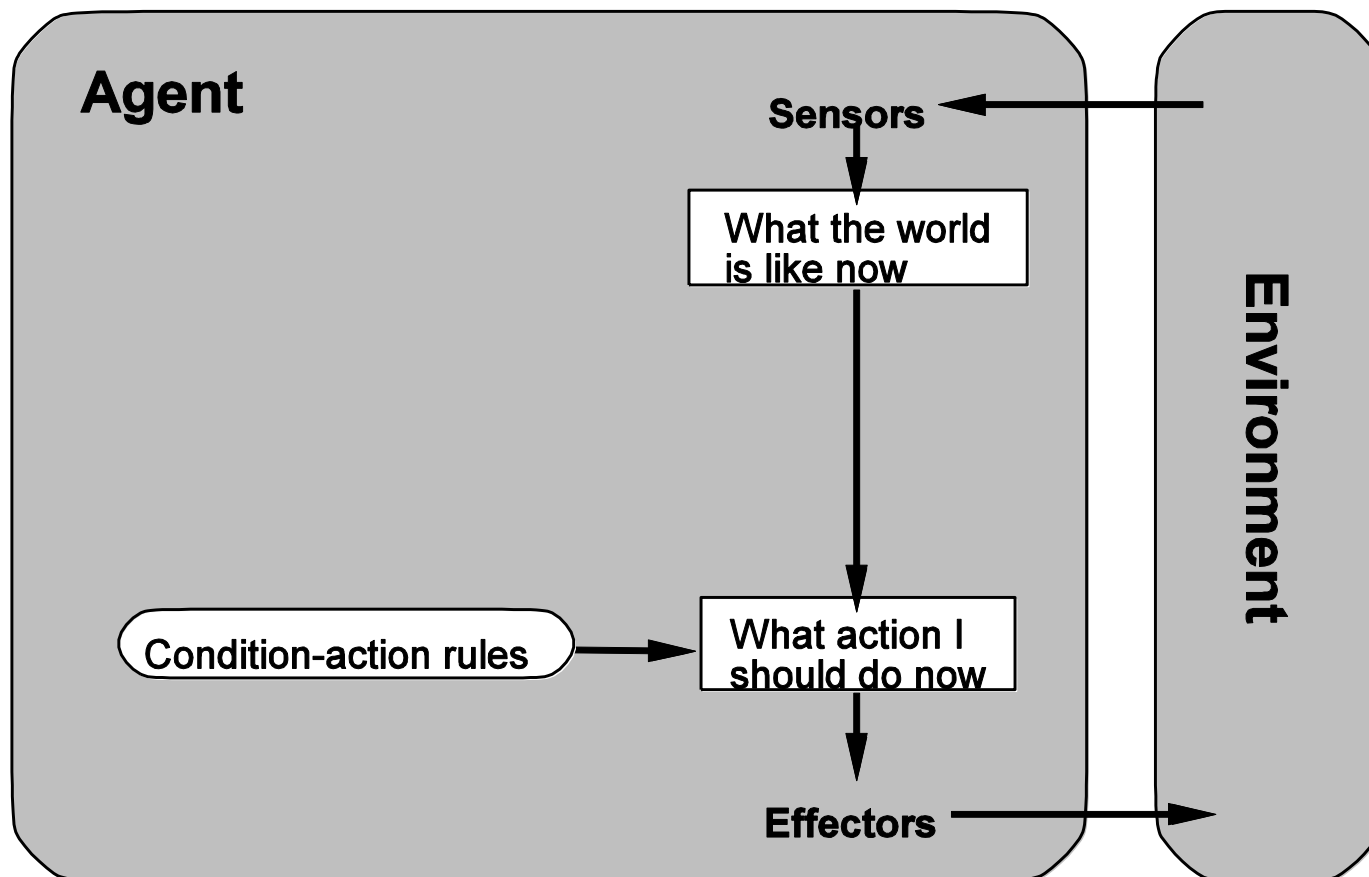 Agent
Sensors
What the world
is like now
Environment
Condition-action rules
What action I
should do now
Effectors